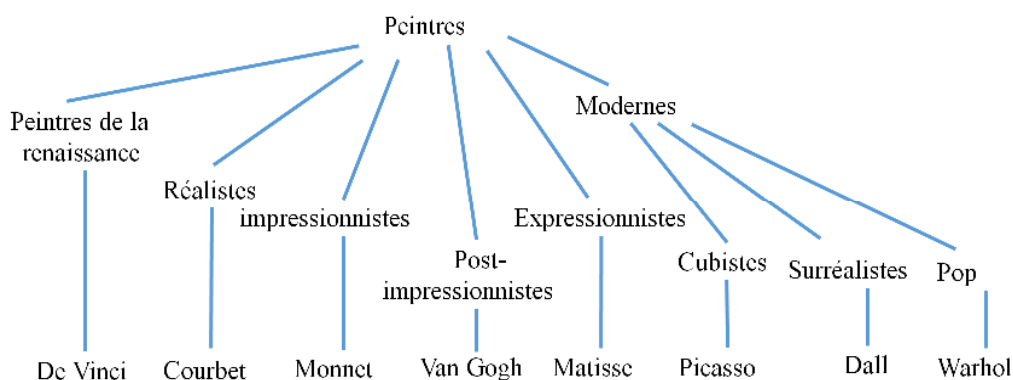 Peintres
Modernes
Peintres de la
renaissance
Réalistes
impressionnistes
Expressionnistes
Post-
impressionnistes
Cubistes
Surréalistes
Pop
De Vinci
Courbet
Monnet
Van Gogh
Matisse
Picasso
Dall
Warhol